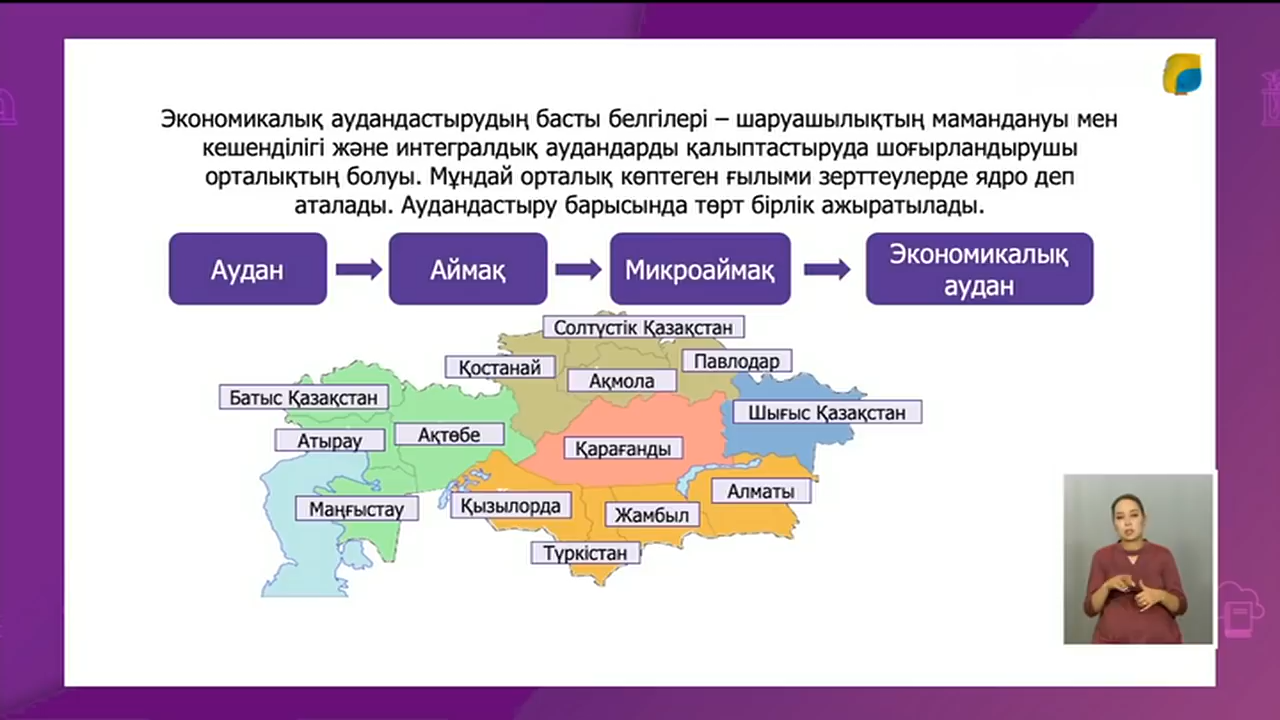 Экономикалық аудандастырудың басты белгілері – шаруашылықтың мамандануы мен
кешенділігі және интегралдық аудандарды қалыптастыруда шоғырландырушы
орталықтың болуы. Мұндай орталық көптеген ғылыми зерттеулерде ядро деп
аталады. Аудандастыру барысында төрт бірлік ажыратылады.
Аудан
Аймақ
Микроаймақ
Экономикалық
аудан
Солтүстік Қазақстан
Қостанай
Павлодар
Ақмола
Батыс Қазақстан
Шығыс Қазақстан
Атырау
Ақтөбе
Қарағанды
Алматы
Маңғыстау
Қызылорда
Жамбыл
Түркістан